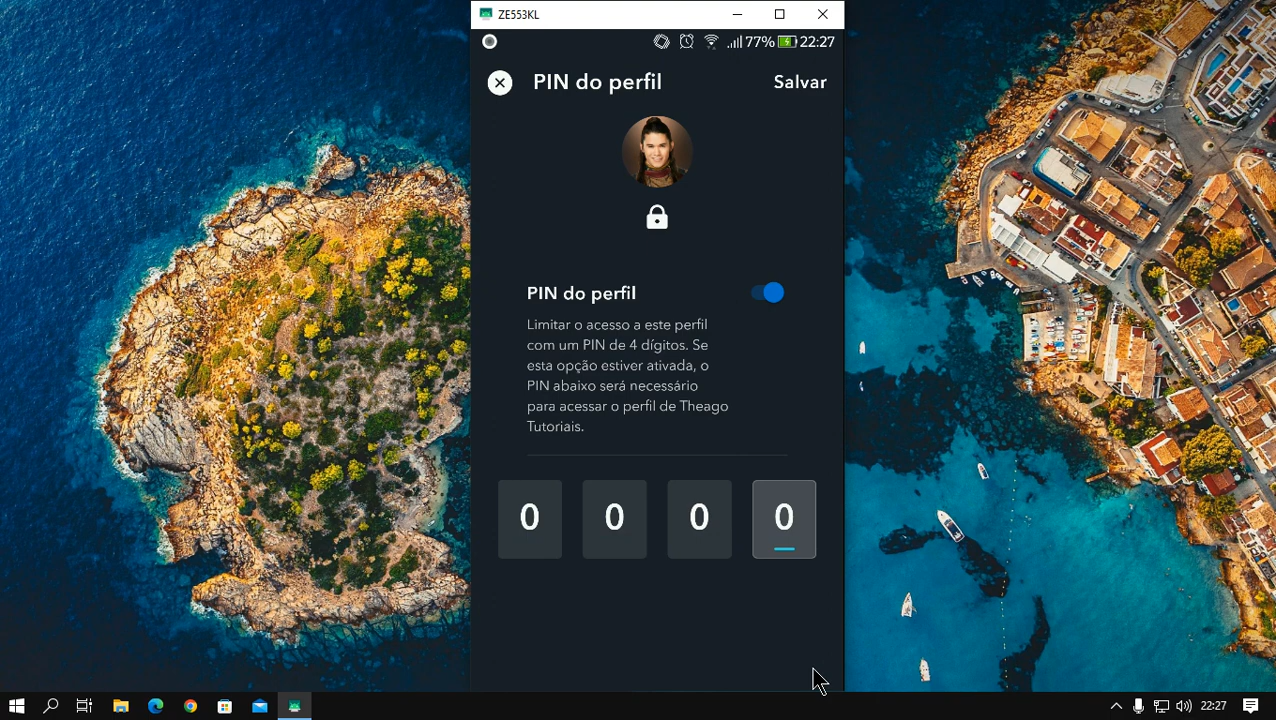 ZE553KL
77% 22:27
PIN do perfil
Salvar
PIN do perfil
Limitar o acesso a este perfil
com um PIN de 4 dígitos. Se
esta opção estiver ativada, o
PIN abaixo será necessário
para acessar o perfil de Theago
Tutoriais.
0 0 0 0
22:27